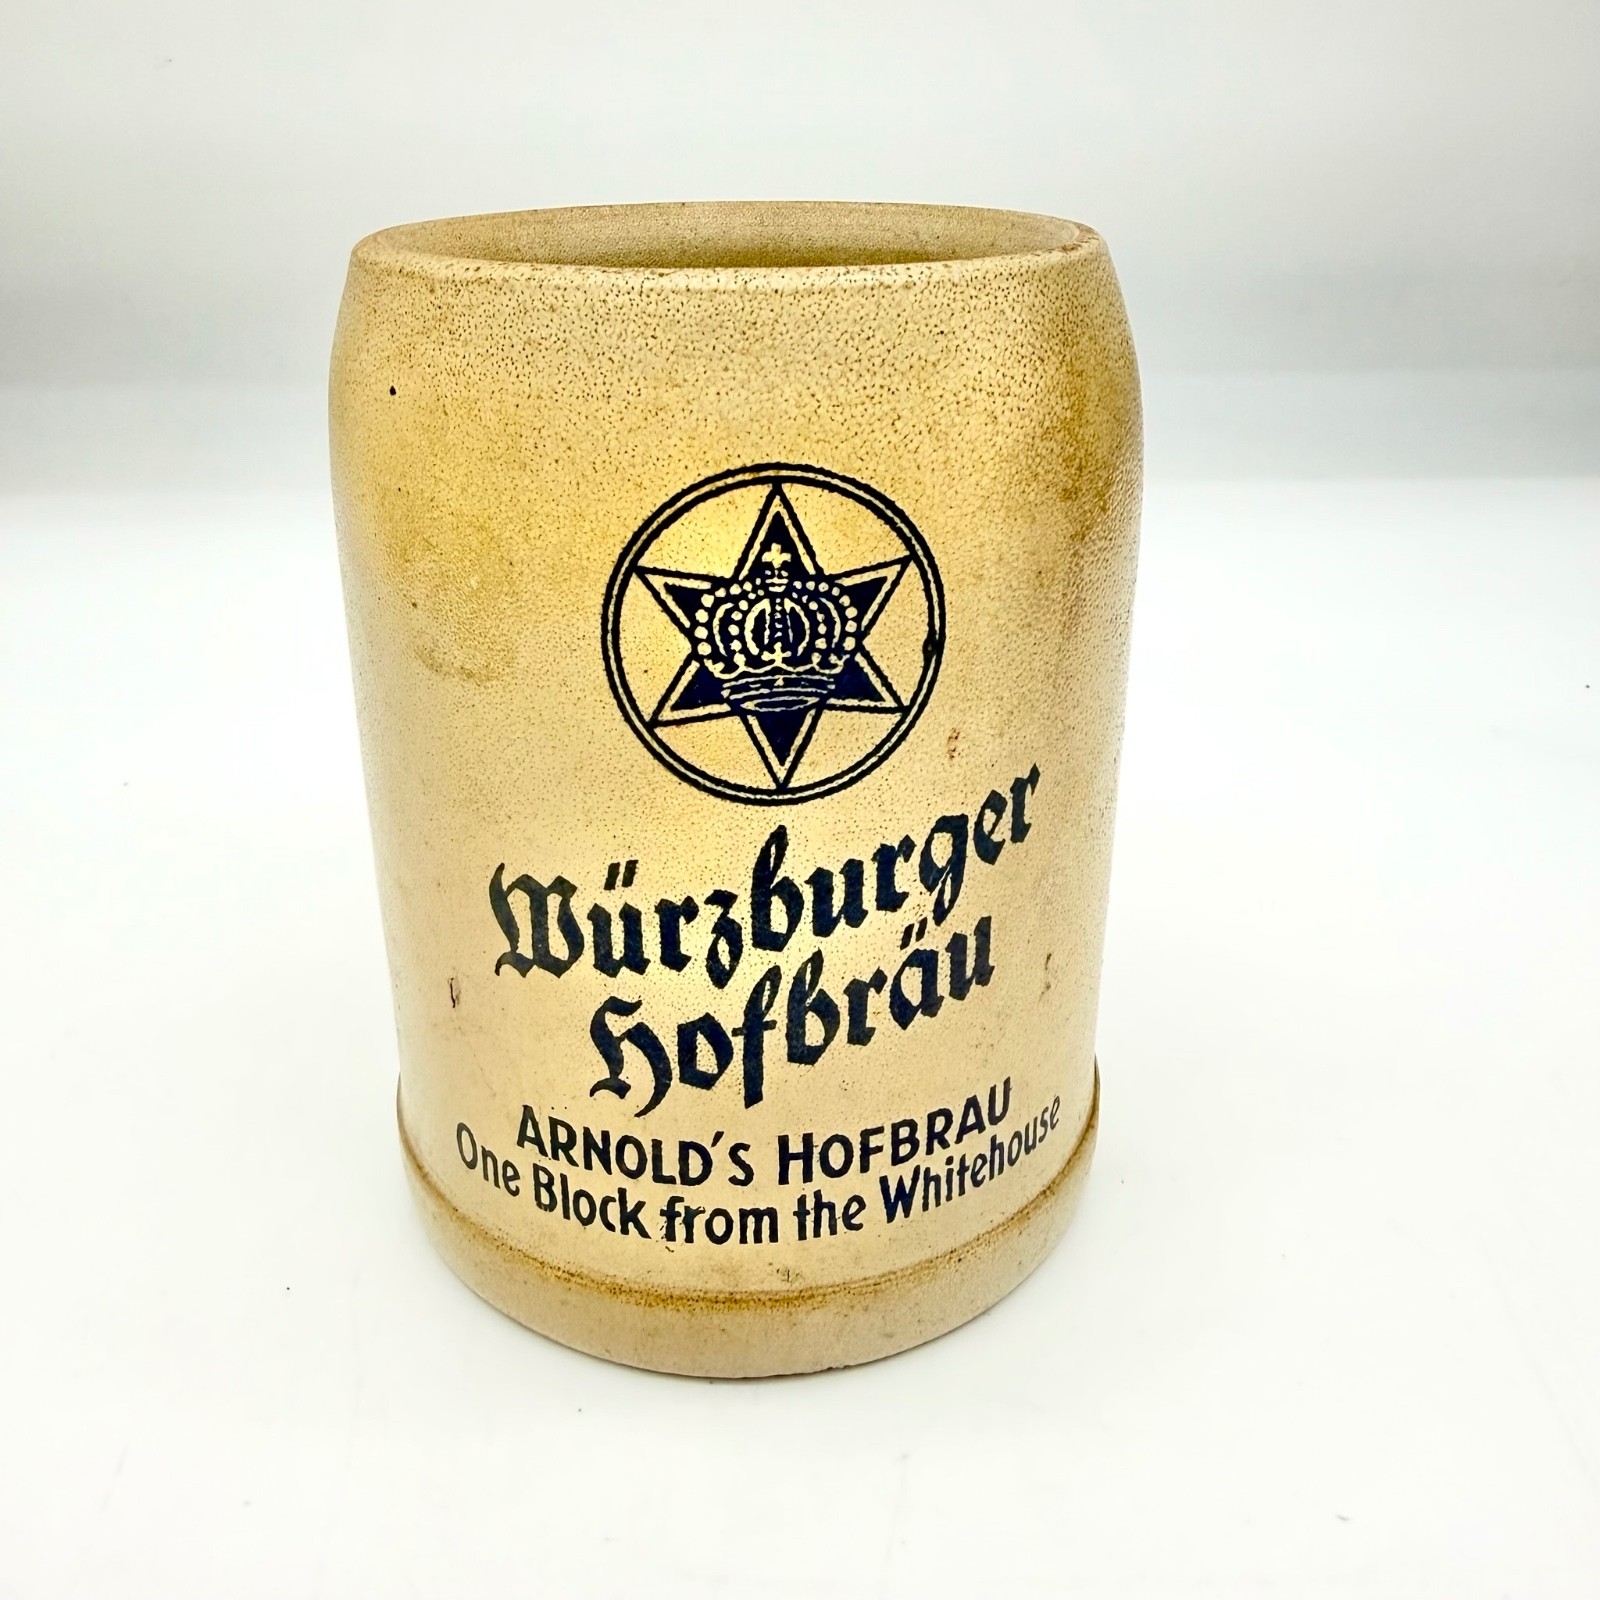 Würzburger
Hofbräu
ARNOLD'S HOFBRAU
One Block from the Whitehouse